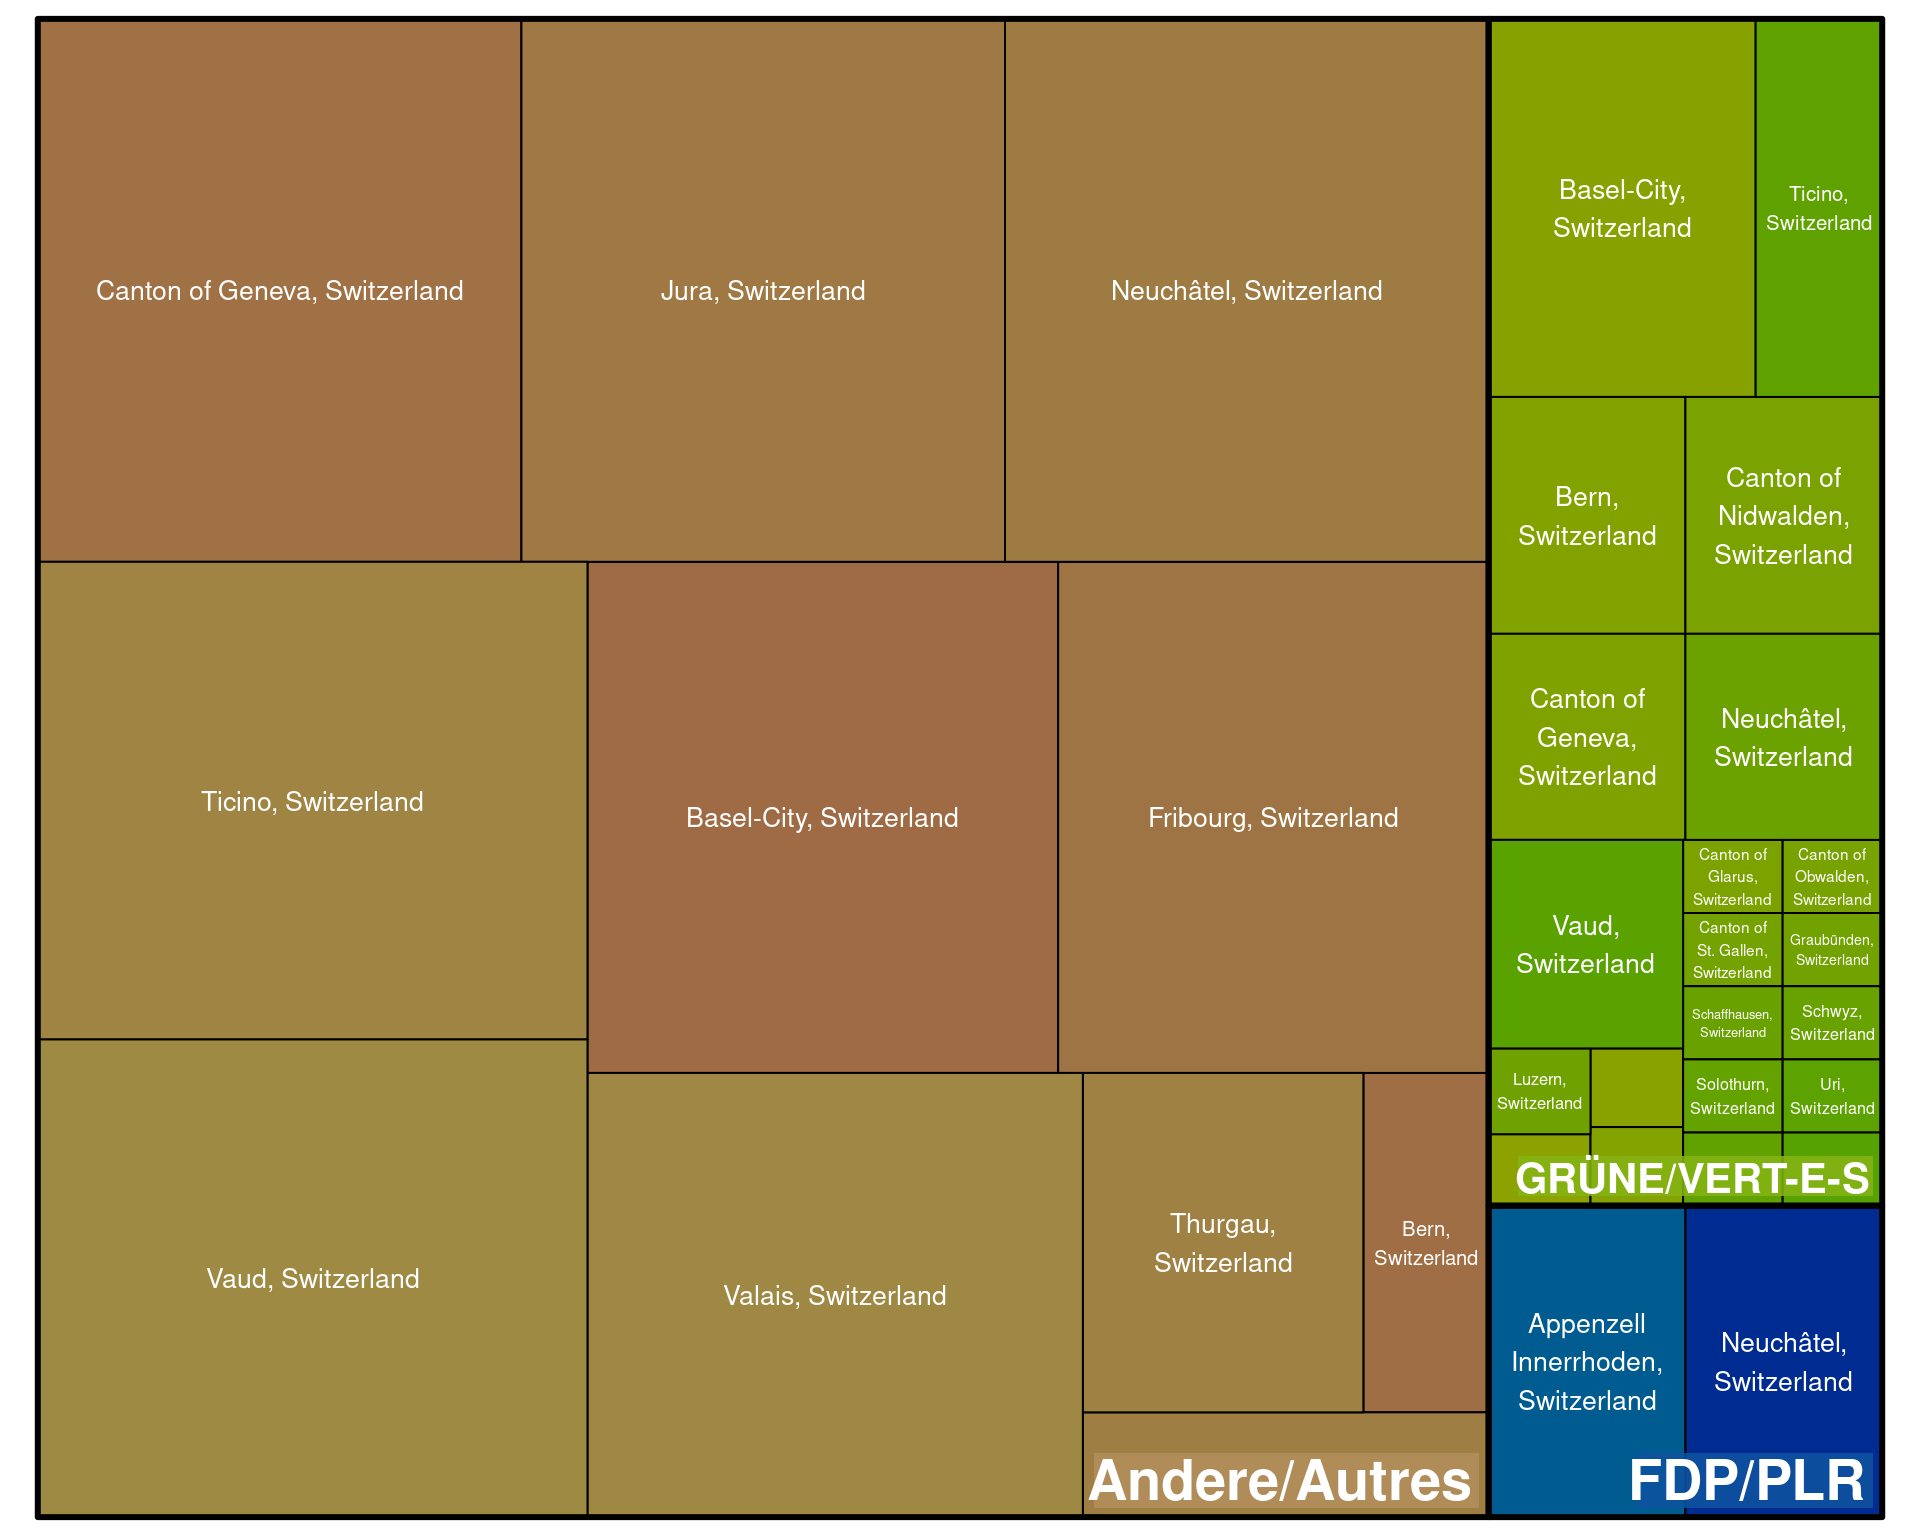 Canton of Geneva, Switzerland
Jura, Switzerland
Neuchâtel, Switzerland
Ticino, Switzerland
Basel-City, Switzerland
Fribourg, Switzerland
Vaud, Switzerland
Valais, Switzerland
Thurgau,
Switzerland
Bern,
Switzerland
Andere/Autres
Basel-City,
Switzerland
Ticino,
Switzerland
Bern,
Switzerland
Canton of
Nidwalden,
Switzerland
Canton of
Geneva,
Switzerland
Neuchâtel,
Switzerland
Vaud,
Switzerland
Canton of
Glarus,
Switzerland
Canton of
Obwalden,
Switzerland
Canton of
St. Gallen,
Switzerland
Graubünden,
Switzerland
Schaffhausen,
Switzerland
Schwyz,
Switzerland
Luzern,
Switzerland
Solothurn,
Switzerland
Uri,
Switzerland
GRÜNE/VERT-E-S
Appenzell
Innerrhoden,
Switzerland
Neuchâtel,
Switzerland
FDP/PLR